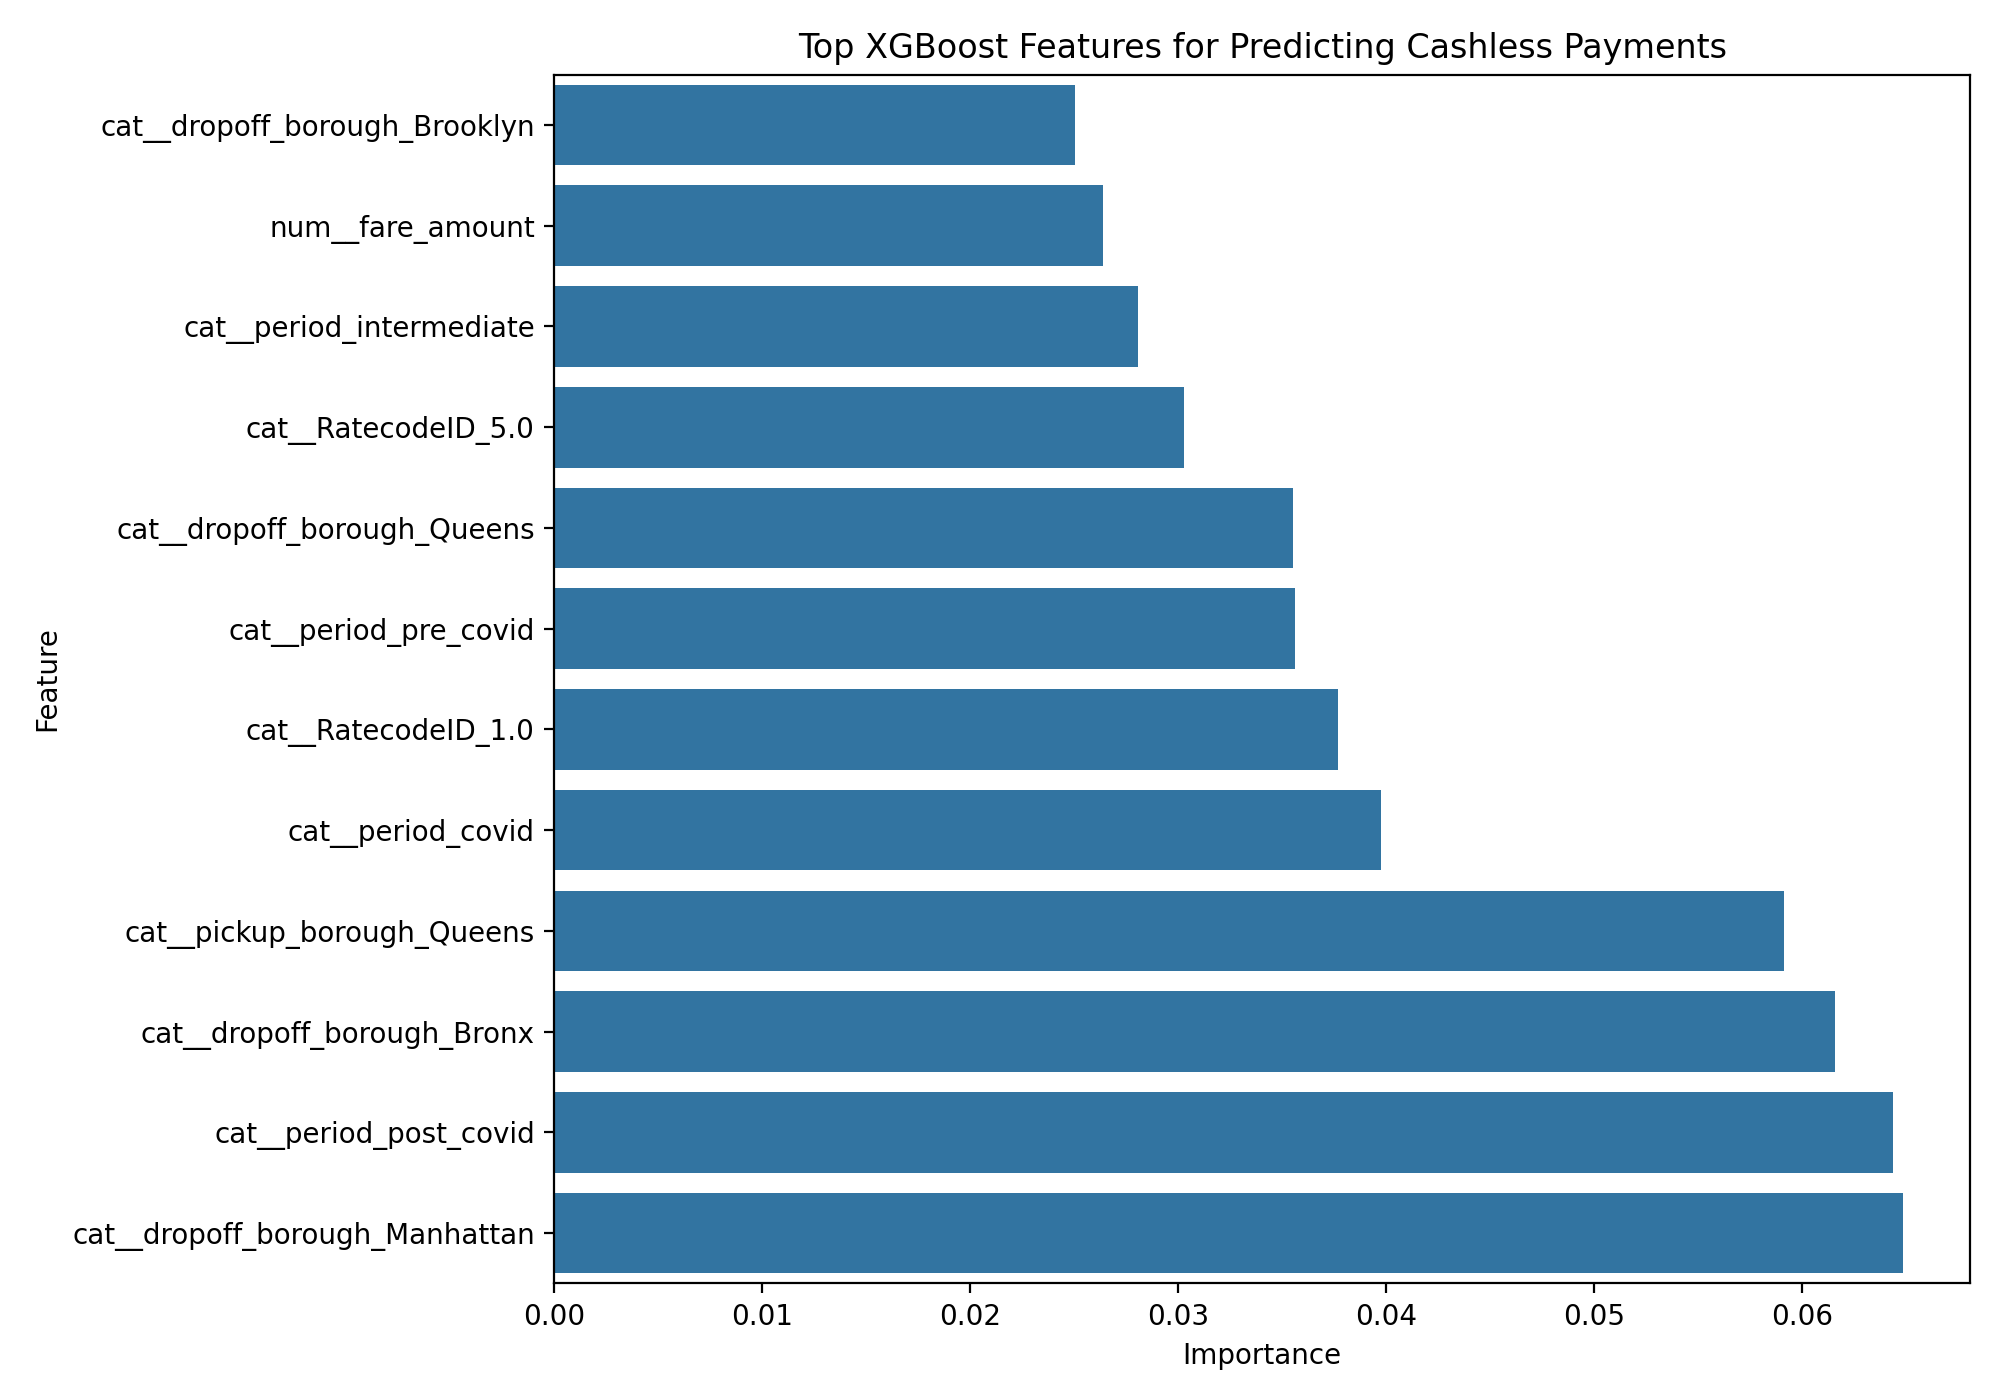 Top XGBoost Features for Predicting Cashless Payments
cat__dropoff_borough_Brooklyn
num__fare_amount
cat__period_intermediate
cat__RatecodeID_5.0
cat__dropoff_borough_Queens
cat__period_pre_covid
cat__RatecodeID_1.0
cat__period_covid
cat__pickup_borough_Queens
cat__dropoff_borough_Bronx
cat__period_post_covid
cat__dropoff_borough_Manhattan
Feature
0.00 0.01 0.02 0.03 0.04 0.05 0.06
Importance